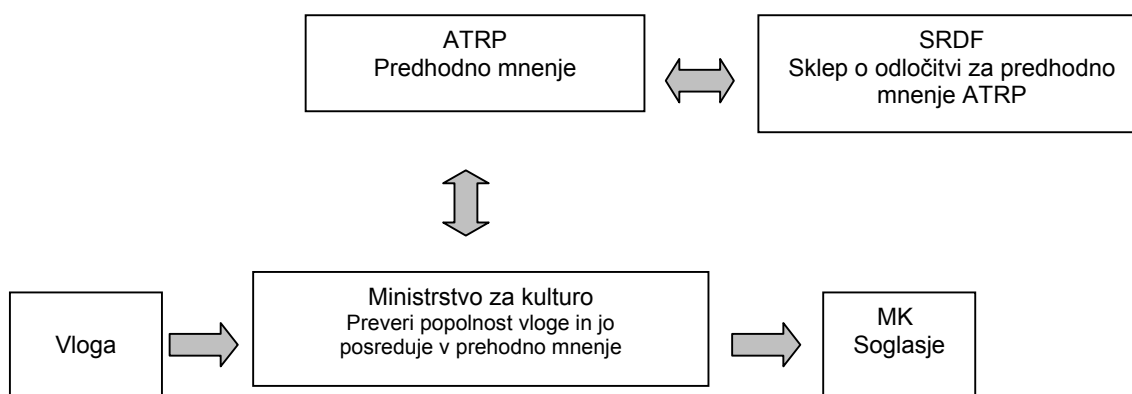 ATRP
Predhodno mnenje
SRDF
Sklep o odločitvi za predhodno
mnenje ATRP
Vloga
Ministrstvo za kulturo
Preveri popolnost vloge in jo
posreduje v prehodno mnenje
MK
Soglasje